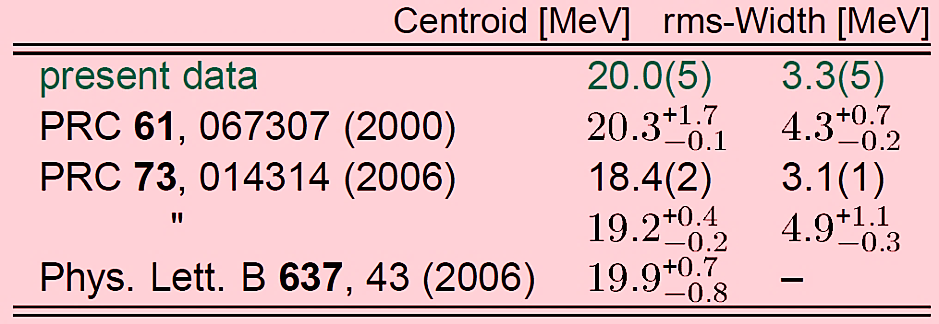 Centroid [MeV] rms-Width [MeV]
present data 20.0(5) 3.3(5)
PRC 61, 067307 (2000) 20.3^{+1.7}_{−0.1} 4.3^{+0.7}_{−0.2}
PRC 73, 014314 (2006) 18.4(2) 3.1(1)
" 19.2^{+0.4}_{−0.2} 4.9^{+1.1}_{−0.3}
Phys. Lett. B 637, 43 (2006) 19.9^{+0.7}_{−0.8} –